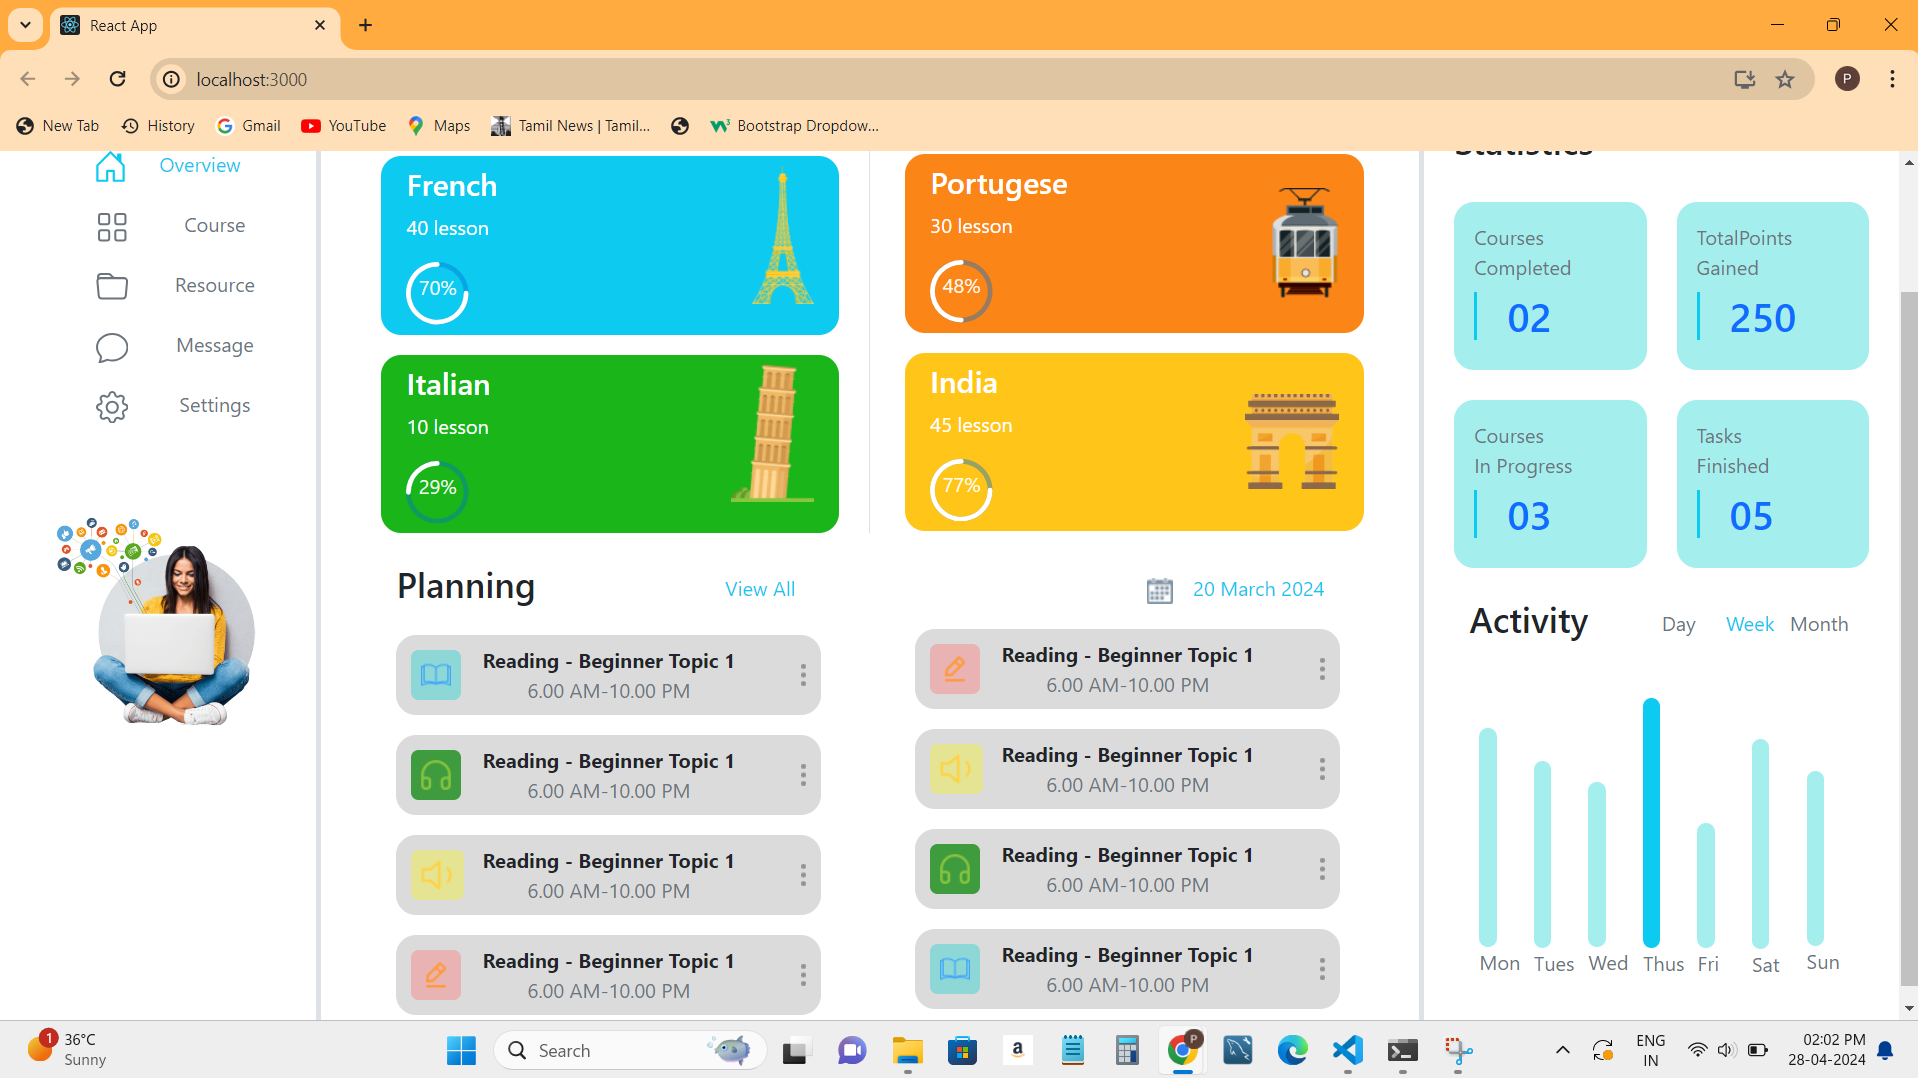 React App
localhost:3000
P
New Tab
History
Gmail
YouTube
Maps
Tamil News | Tamil...
Bootstrap Dropdow...
Overview
Course
Resource
Message
Settings
French
40 lesson
70%
Portugese
30 lesson
48%
Italian
10 lesson
29%
India
45 lesson
77%
Planning
View All
20 March 2024
Reading - Beginner Topic 1
6.00 AM-10.00 PM
Reading - Beginner Topic 1
6.00 AM-10.00 PM
Reading - Beginner Topic 1
6.00 AM-10.00 PM
Reading - Beginner Topic 1
6.00 AM-10.00 PM
Reading - Beginner Topic 1
6.00 AM-10.00 PM
Reading - Beginner Topic 1
6.00 AM-10.00 PM
Reading - Beginner Topic 1
6.00 AM-10.00 PM
Reading - Beginner Topic 1
6.00 AM-10.00 PM
Statistics
Courses
Completed
02
TotalPoints
Gained
250
Courses
In Progress
03
Tasks
Finished
05
Activity
Day Week Month
Mon Tues Wed Thus Fri Sat Sun
1
36°C
Sunny
Search
a
P
ENG
IN
02:02 PM
28-04-2024